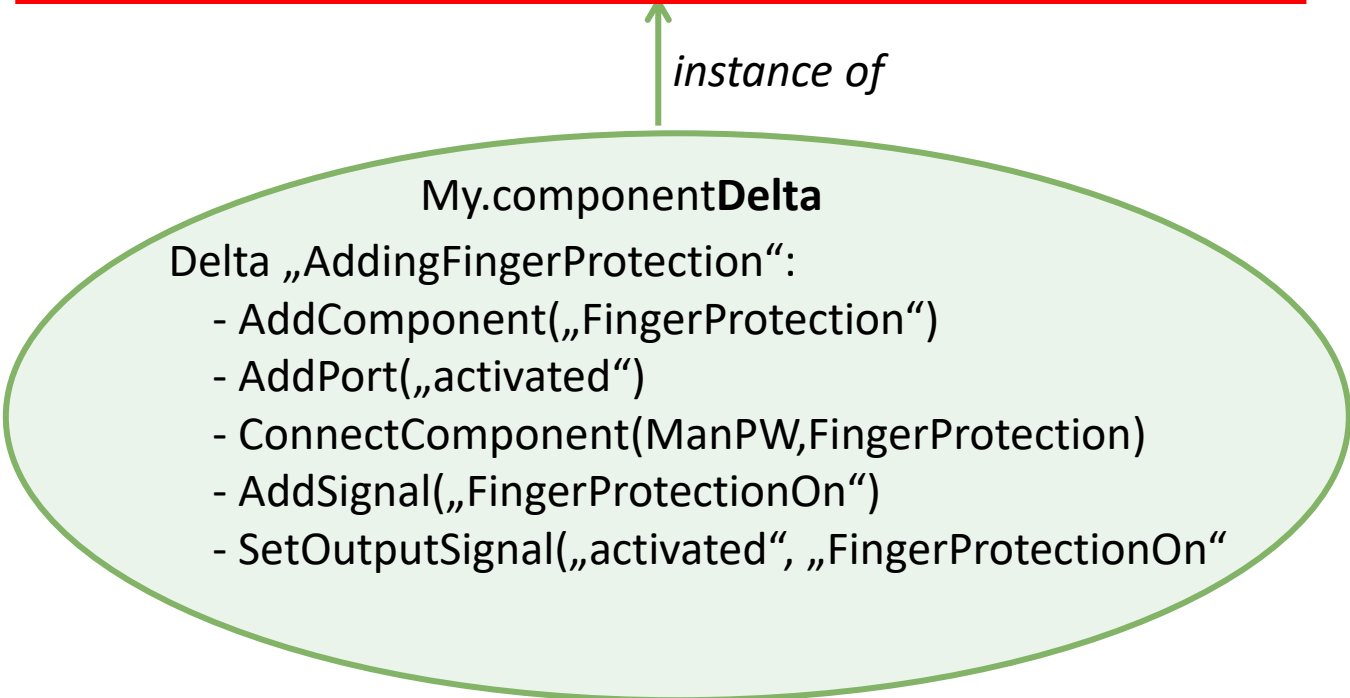 instance of
My.componentDelta
Delta „AddingFingerProtection“:
- AddComponent(„FingerProtection“)
- AddPort(„activated“)
- ConnectComponent(ManPW,FingerProtection)
- AddSignal(„FingerProtectionOn“)
- SetOutputSignal(„activated“, „FingerProtectionOn“